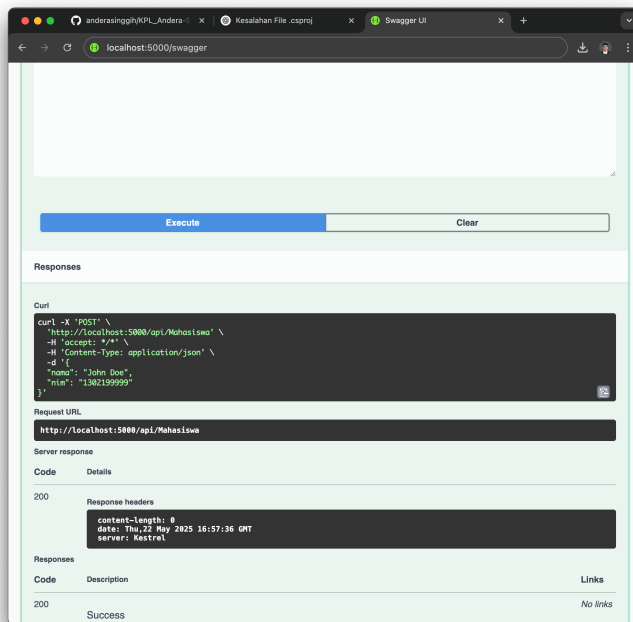 anderasinggih/KPL_Andera-S
Kesalahan File .csproj
Swagger UI
localhost:5000/swagger
Execute
Clear
Responses
Curl
curl -X 'POST' \
'http://localhost:5000/api/Mahasiswa' \
-H 'accept: */*' \
-H 'Content-Type: application/json' \
-d '{
"nama": "John Doe",
"nim": "1302199999"
}'
Request URL
http://localhost:5000/api/Mahasiswa
Server response
Code Details
200
Response headers
content-length: 0
date: Thu,22 May 2025 16:57:36 GMT
server: Kestrel
Responses
Code Description Links
200 No links
Success